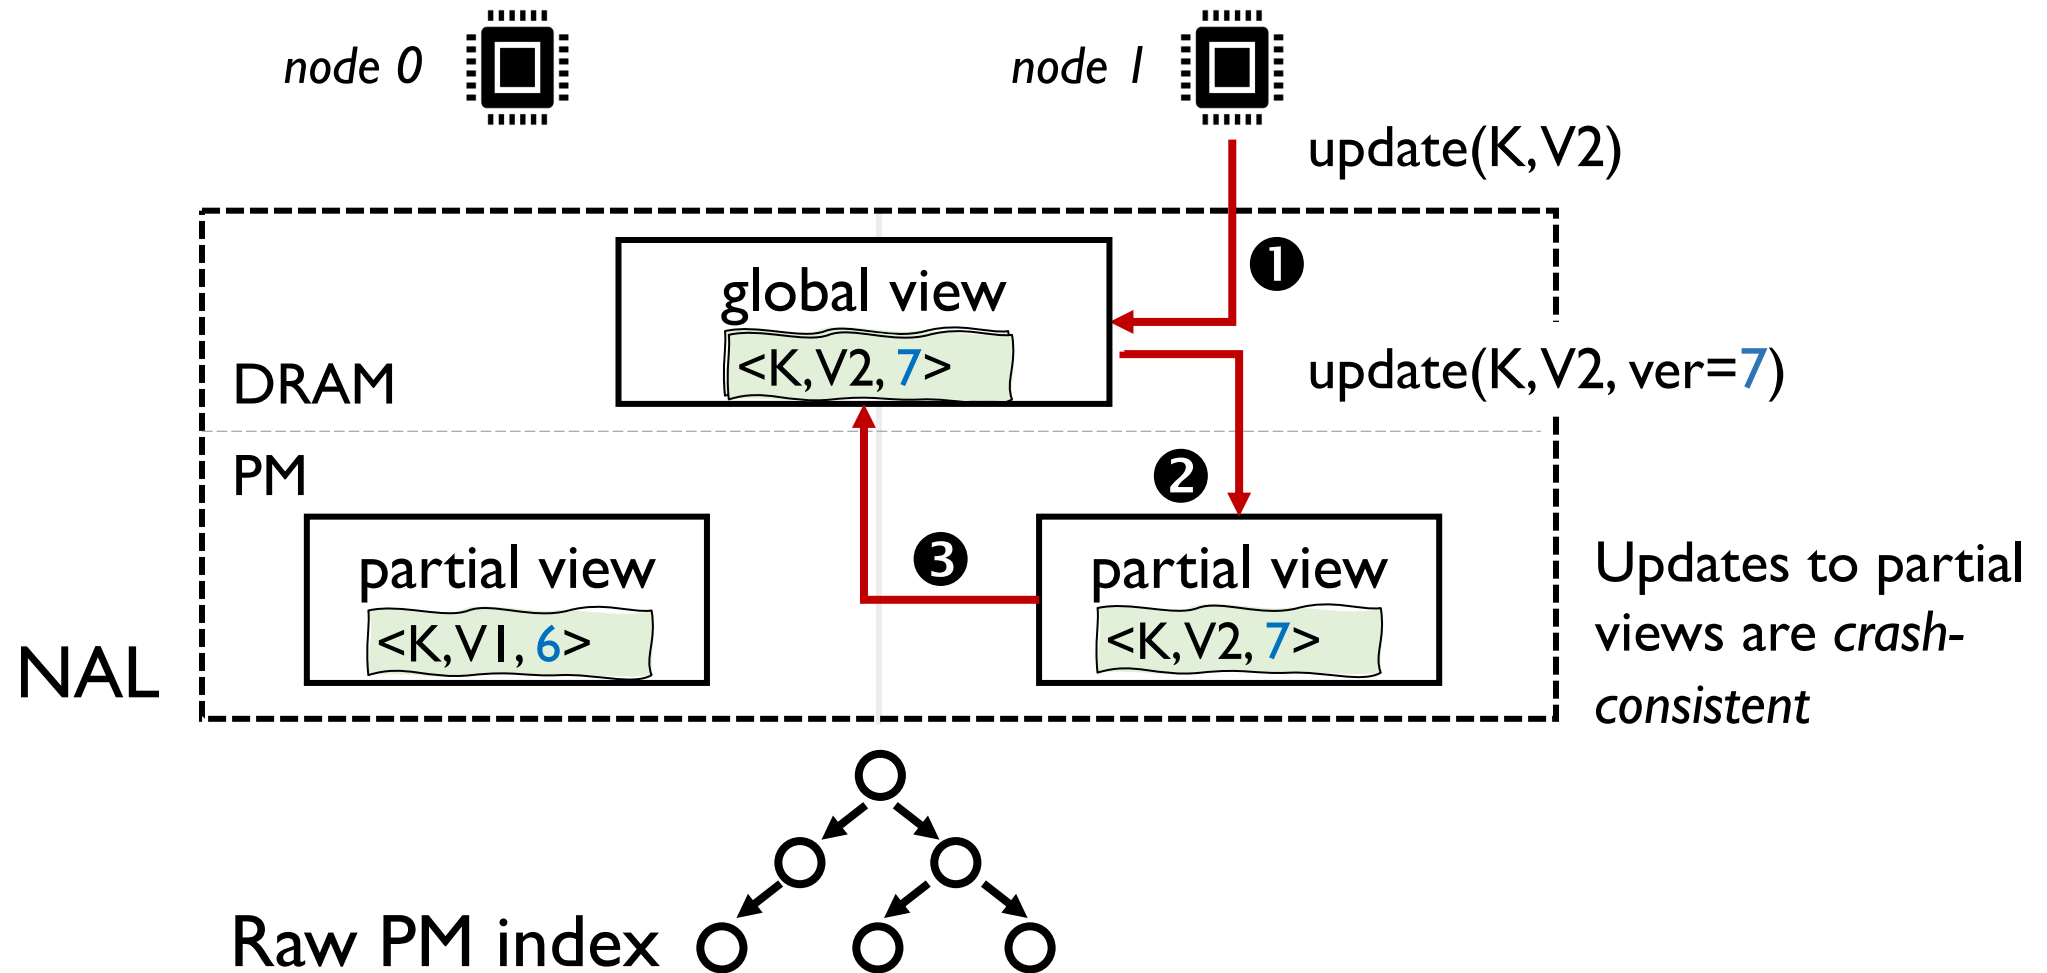 node 0
node 1
update(K,V2)
❶
global view
<K,V2, 7>
DRAM
update(K,V2, ver=7)
PM
❷
❸
partial view
<K,V1, 6>
partial view
<K,V2, 7>
Updates to partial
views are crash-
consistent
NAL
Raw PM index